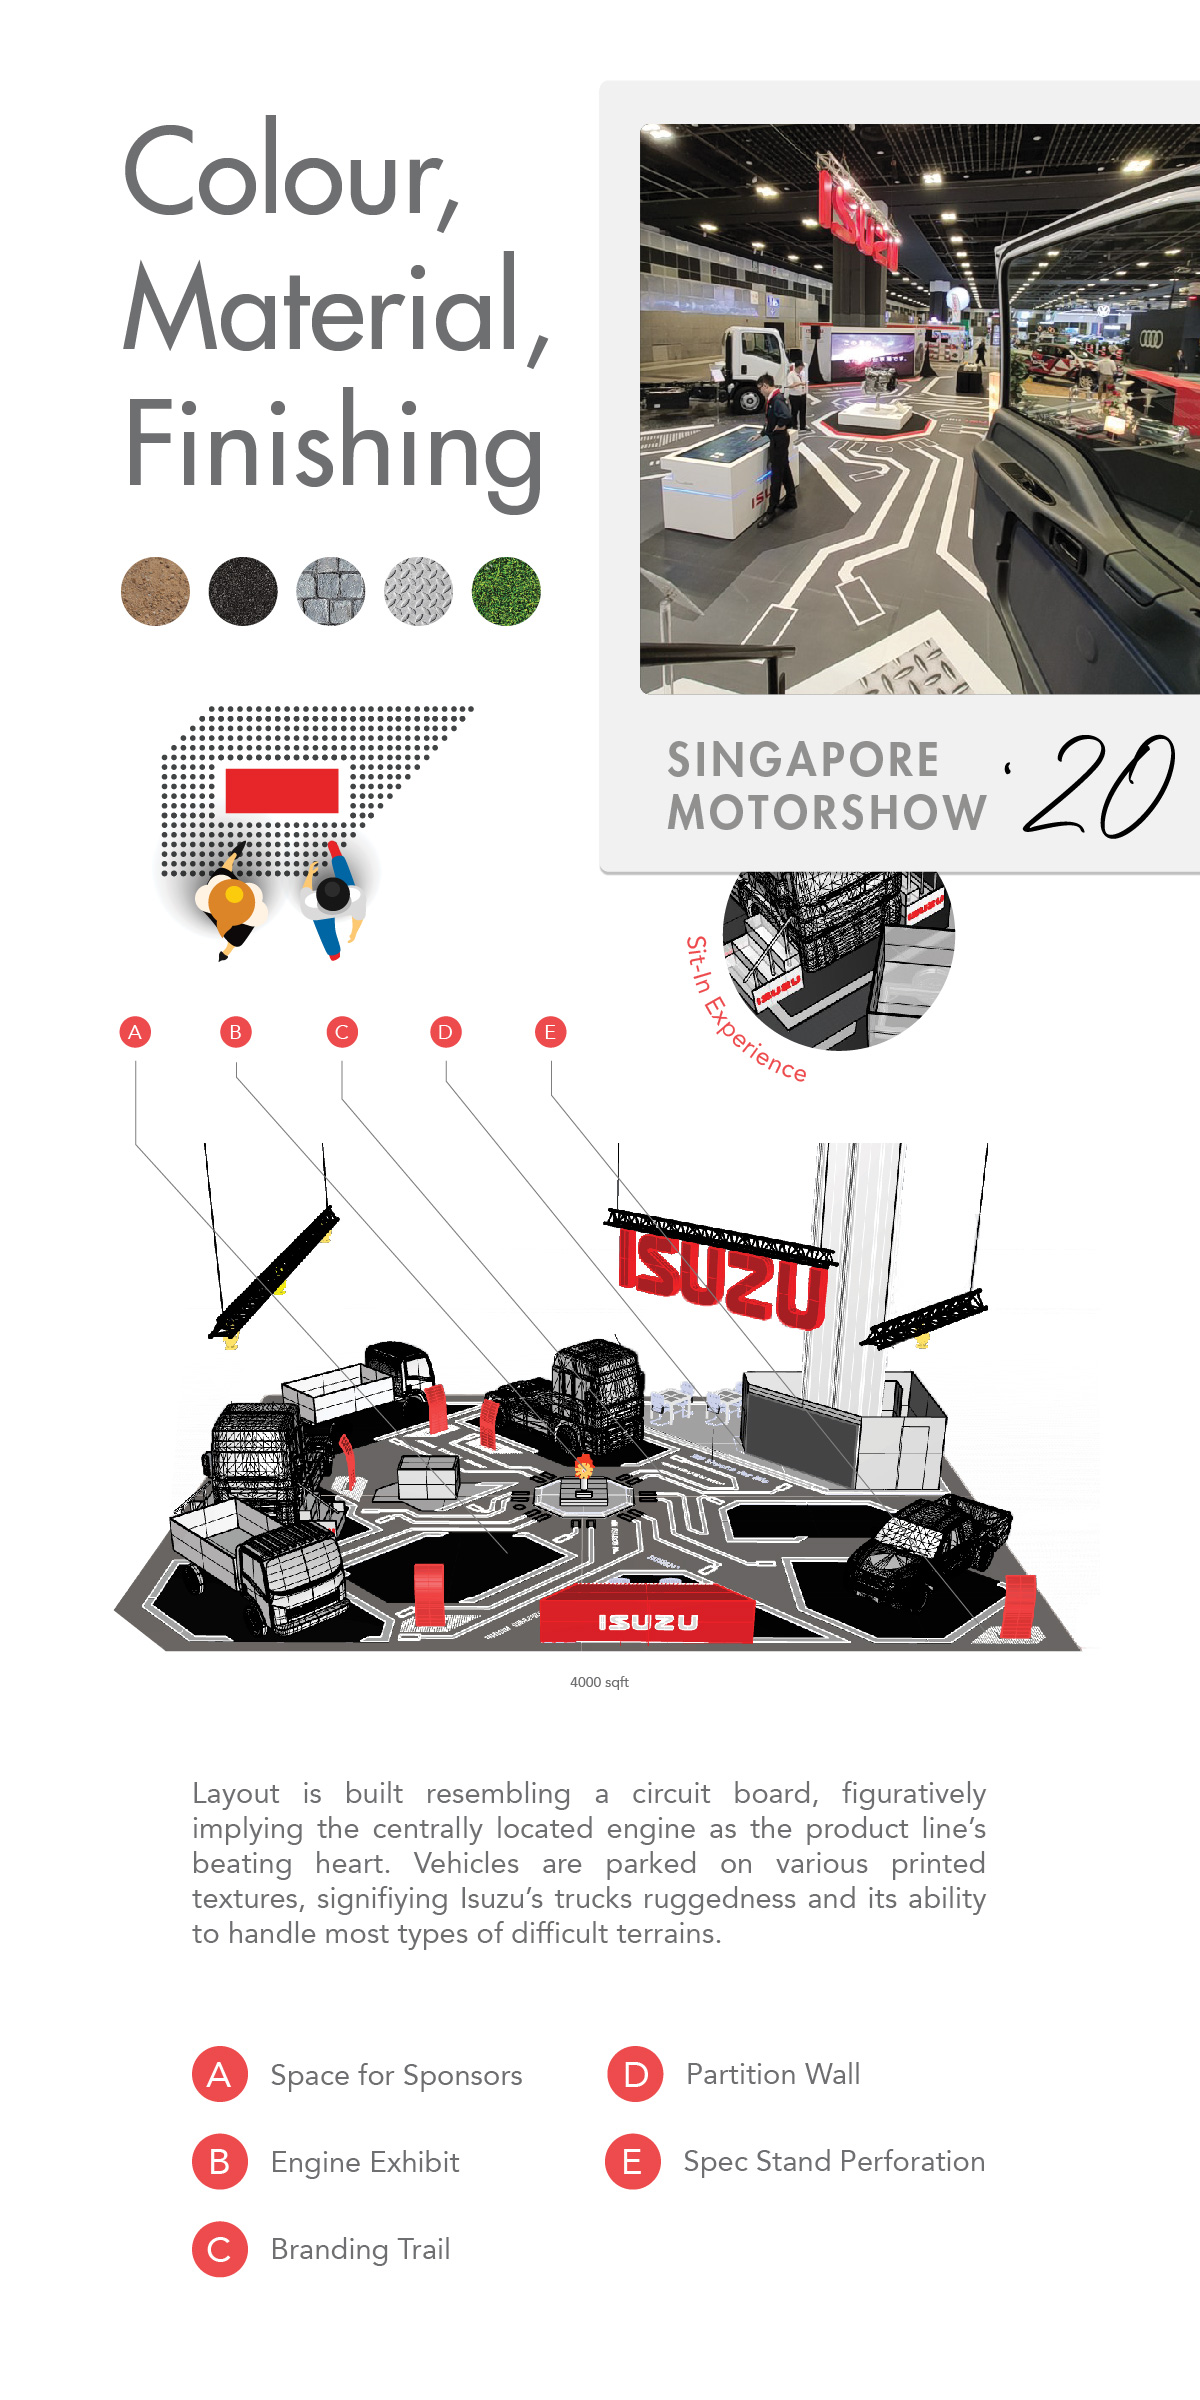 Colour,
Material,
Finishing
ISUZU
SINGAPORE
MOTORSHOW
‘20
Sit-In Experience
A B C D E
ISUZU
ISUZU
4000 sqft
Layout is built resembling a circuit board, figuratively
implying the centrally located engine as the product line’s
beating heart. Vehicles are parked on various printed
textures, signifiying Isuzu’s trucks ruggedness and its ability
to handle most types of difficult terrains.
A Space for Sponsors
B Engine Exhibit
C Branding Trail
D Partition Wall
E Spec Stand Perforation